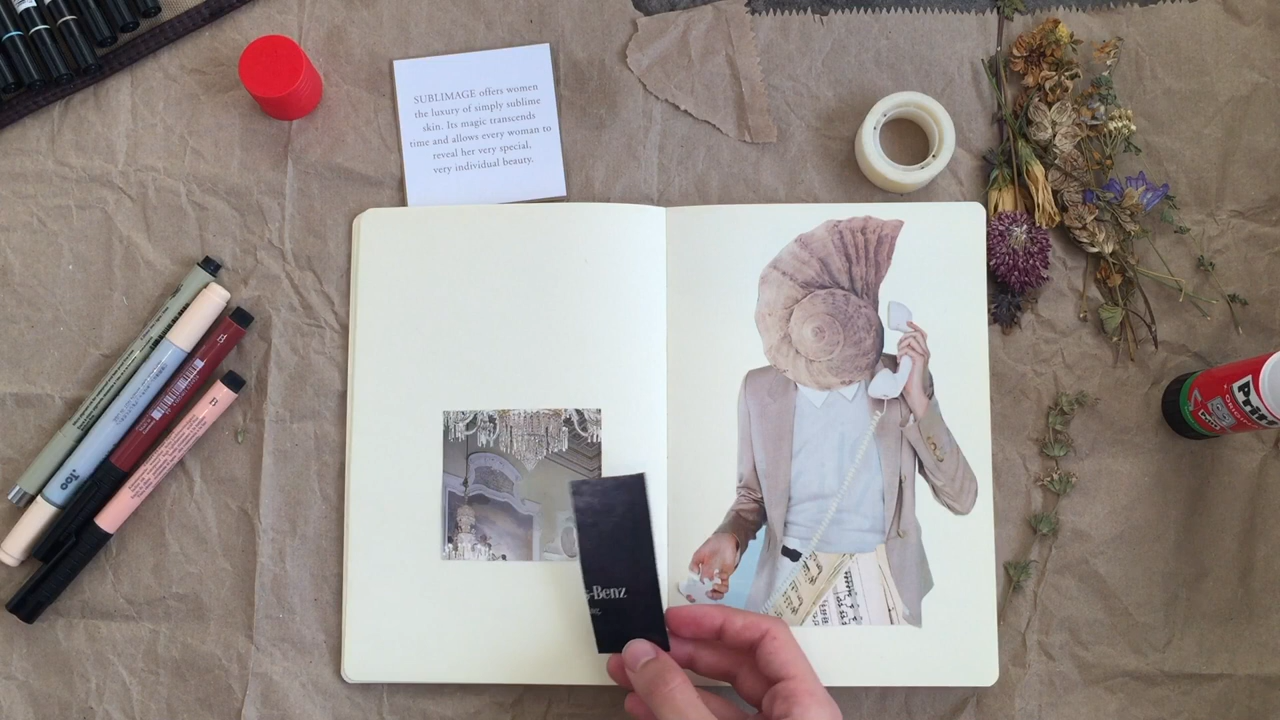 SUBLIMAGE offers women
the luxury of simply sublime
skin. Its magic transcends
time and allows every woman to
reveal her very special,
very individual beauty.
Too
Pritt
-Benz